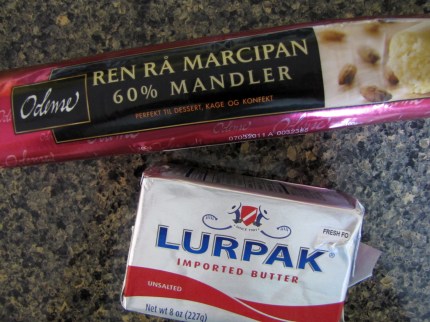 Odense
REN RÅ MARCIPAN
60% MANDLER
PERFEKT TIL DESSERT, KAGE OG KONFEKT
LURPAK®
IMPORTED BUTTER
UNSALTED
Net wt 8 oz (227g)